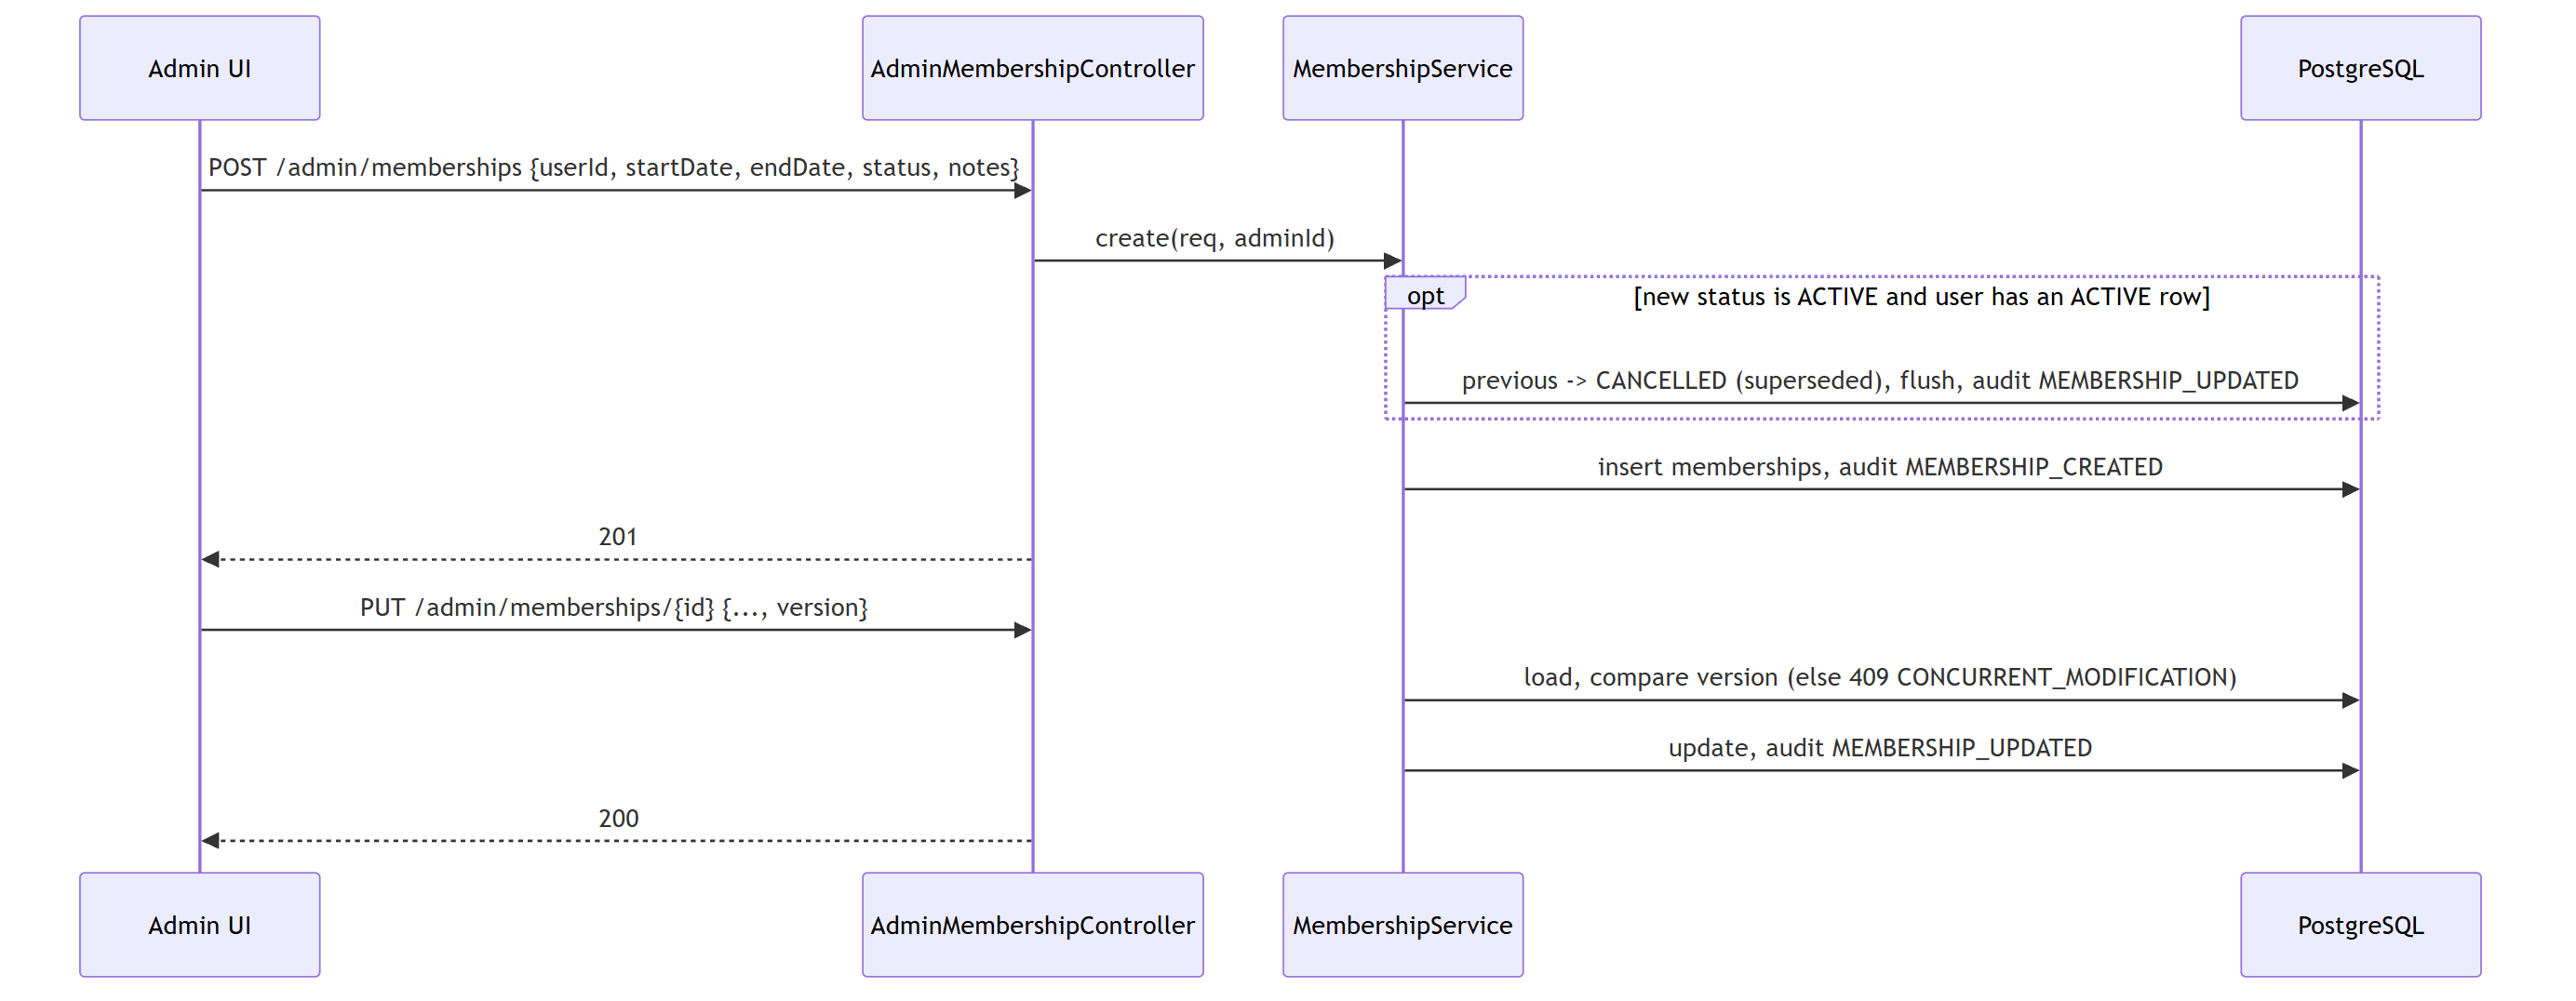 Admin UI
AdminMembershipController
MembershipService
PostgreSQL
POST /admin/memberships {userId, startDate, endDate, status, notes}
create(req, adminId)
opt
[new status is ACTIVE and user has an ACTIVE row]
previous -> CANCELLED (superseded), flush, audit MEMBERSHIP_UPDATED
insert memberships, audit MEMBERSHIP_CREATED
201
PUT /admin/memberships/{id} {..., version}
load, compare version (else 409 CONCURRENT_MODIFICATION)
update, audit MEMBERSHIP_UPDATED
200
Admin UI
AdminMembershipController
MembershipService
PostgreSQL